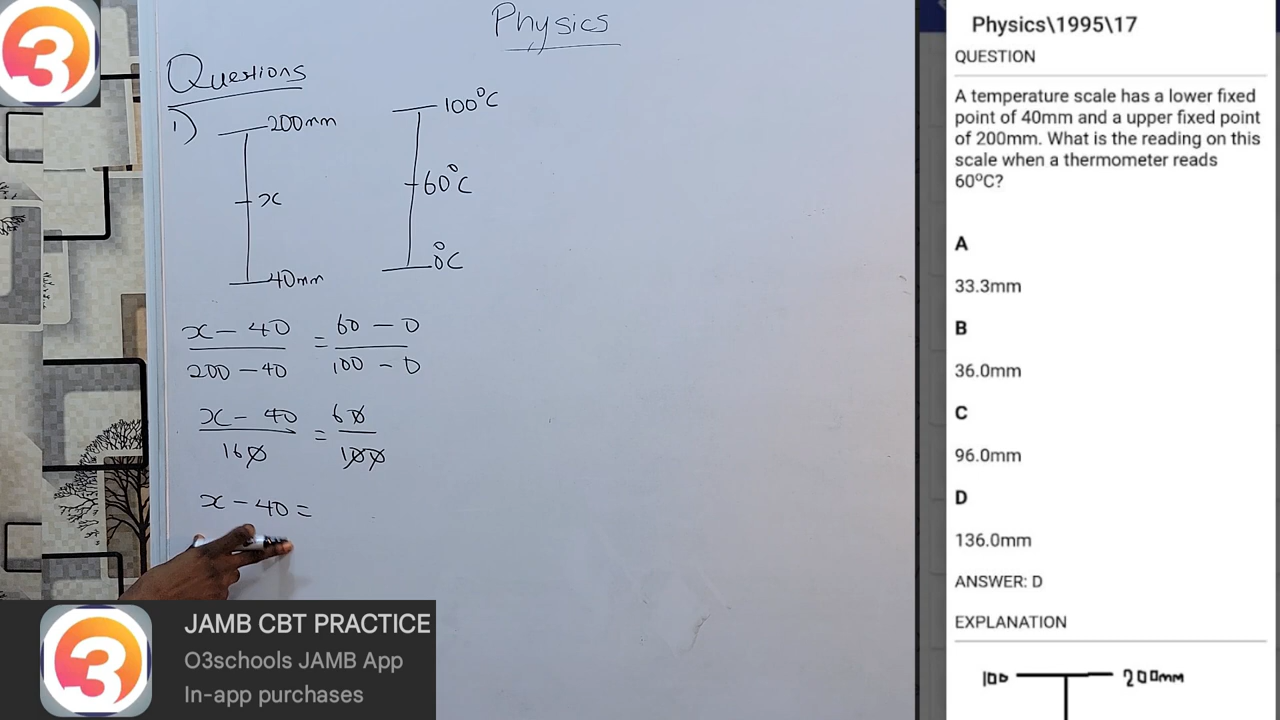 3
Physics
Questions
1)
200mm
100°C
x
60°C
40mm
0°C
x - 40 = 60 - 0
200 - 40 100 - 0
x - 40 = 60
160 100
x - 40 =
3
JAMB CBT PRACTICE
O3schools JAMB App
In-app purchases
Physics\1995\17
QUESTION
A temperature scale has a lower fixed
point of 40mm and a upper fixed point
of 200mm. What is the reading on this
scale when a thermometer reads
60ºC?
A
33.3mm
B
36.0mm
C
96.0mm
D
136.0mm
ANSWER: D
EXPLANATION
100 200mm